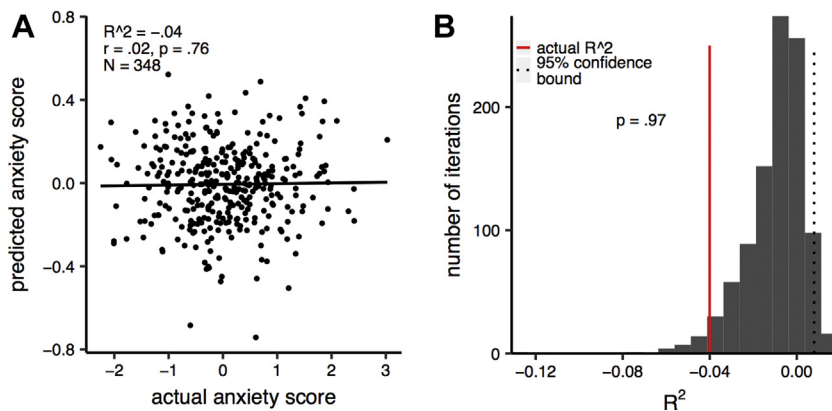 A
R^2 = −.04
r = .02, p = .76
N = 348
0.8
0.4
0.0
−0.4
−0.8
predicted anxiety score
−2
−1
0
1
2
3
actual anxiety score
B
actual R^2
95% confidence
bound
p = .97
200
100
0
number of iterations
−0.12
−0.08
−0.04
0.00
R²